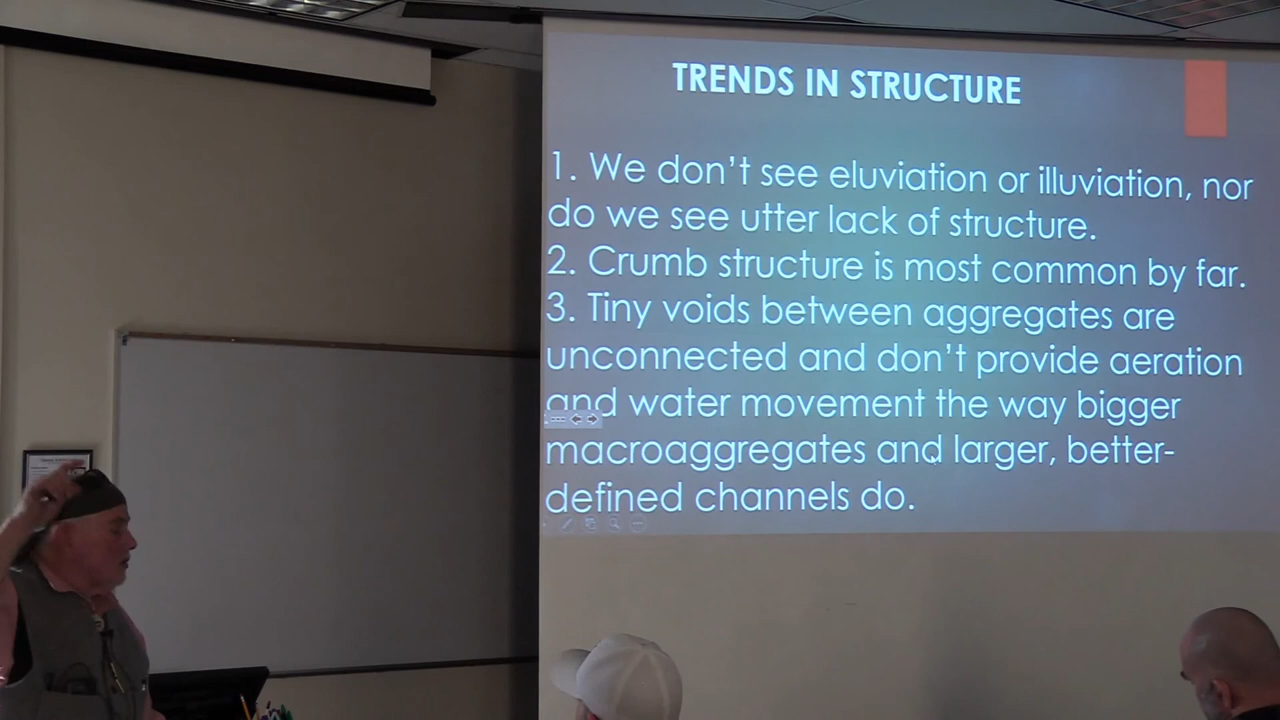 TRENDS IN STRUCTURE
1. We don't see eluviation or illuviation, nor
do we see utter lack of structure.
2. Crumb structure is most common by far.
3. Tiny voids between aggregates are
unconnected and don't provide aeration
and water movement the way bigger
macroaggregates and larger, better-
defined channels do.